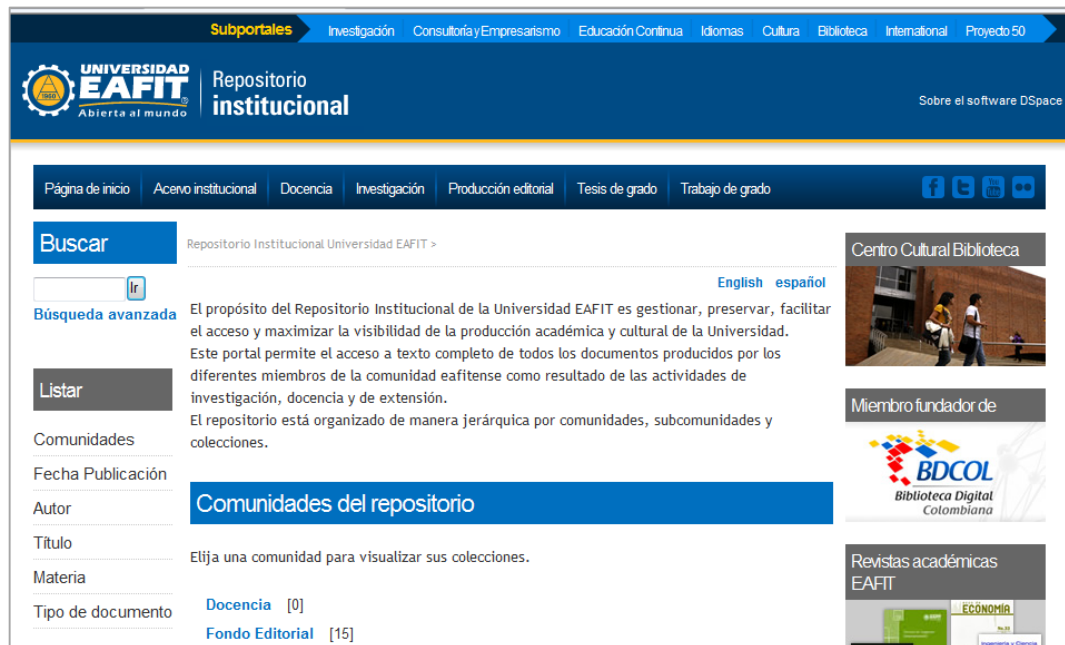 Subportales Investigación Consultoría y Empresarismo Educación Continua Idiomas Cultura Biblioteca International Proyecto 50
UNIVERSIDAD
EAFIT
Abierta al mundo
1960
Repositorio
institucional
Sobre el software DSpace
Página de inicio Acervo institucional Docencia Investigación Producción editorial Tesis de grado Trabajo de grado
Buscar
Ir
Búsqueda avanzada
Listar
Comunidades
Fecha Publicación
Autor
Título
Materia
Tipo de documento
Repositorio Institucional Universidad EAFIT >
English español
El propósito del Repositorio Institucional de la Universidad EAFIT es gestionar, preservar, facilitar
el acceso y maximizar la visibilidad de la producción académica y cultural de la Universidad.
Este portal permite el acceso a texto completo de todos los documentos producidos por los
diferentes miembros de la comunidad eafitense como resultado de las actividades de
investigación, docencia y de extensión.
El repositorio está organizado de manera jerárquica por comunidades, subcomunidades y
colecciones.
Comunidades del repositorio
Elija una comunidad para visualizar sus colecciones.
Docencia [0]
Fondo Editorial [15]
Centro Cultural Biblioteca
Miembro fundador de
BDCOL
Biblioteca Digital
Colombiana
Revistas académicas
EAFIT
ECONOMÍA
Ingeniería y Ciencia